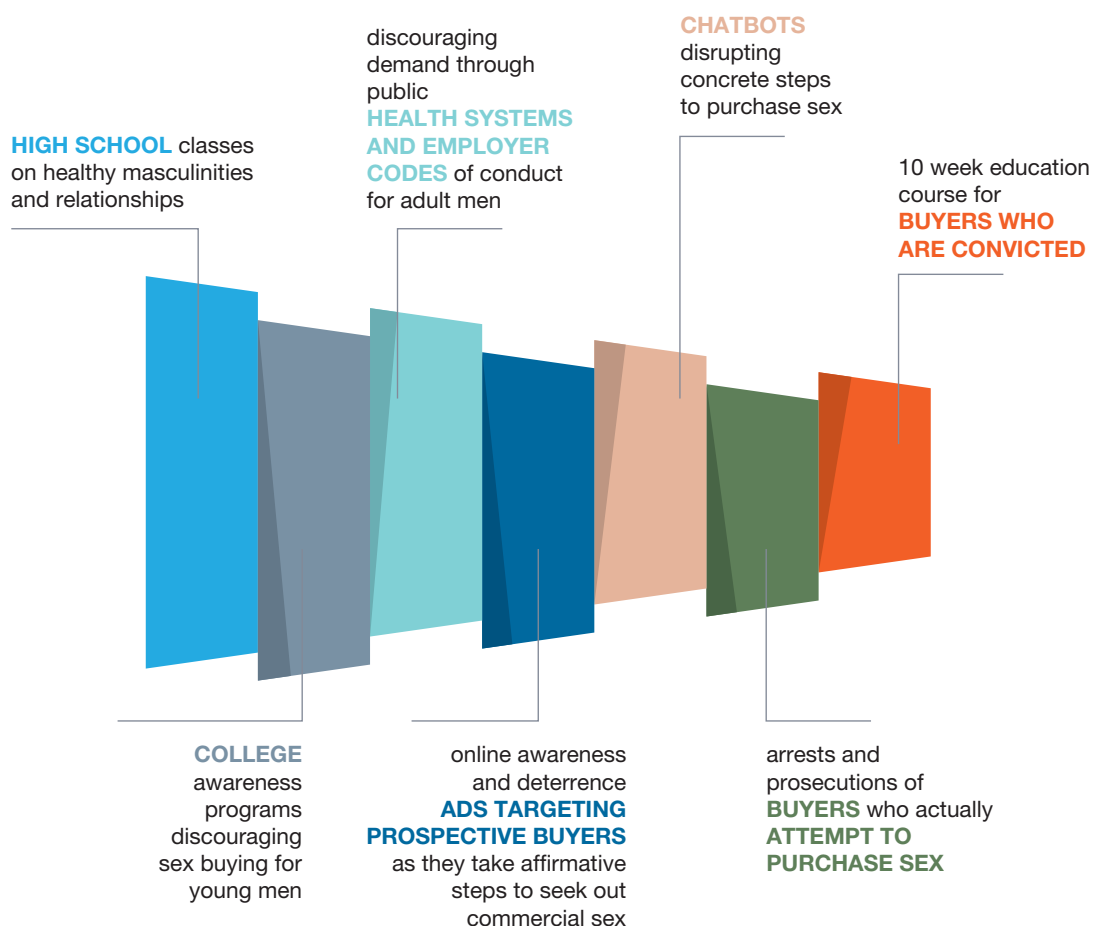 HIGH SCHOOL classes
on healthy masculinities
and relationships
discouraging
demand through
public
HEALTH SYSTEMS
AND EMPLOYER
CODES of conduct
for adult men
CHATBOTS
disrupting
concrete steps
to purchase sex
10 week education
course for
BUYERS WHO
ARE CONVICTED
COLLEGE
awareness
programs
discouraging
sex buying for
young men
online awareness
and deterrence
ADS TARGETING
PROSPECTIVE BUYERS
as they take affirmative
steps to seek out
commercial sex
arrests and
prosecutions of
BUYERS who actually
ATTEMPT TO
PURCHASE SEX